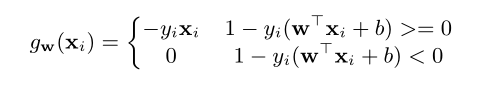 g_w(x_i) = { −y_i x_i   1 − y_i(w^⊤ x_i + b) >= 0
0   1 − y_i(w^⊤ x_i + b) < 0